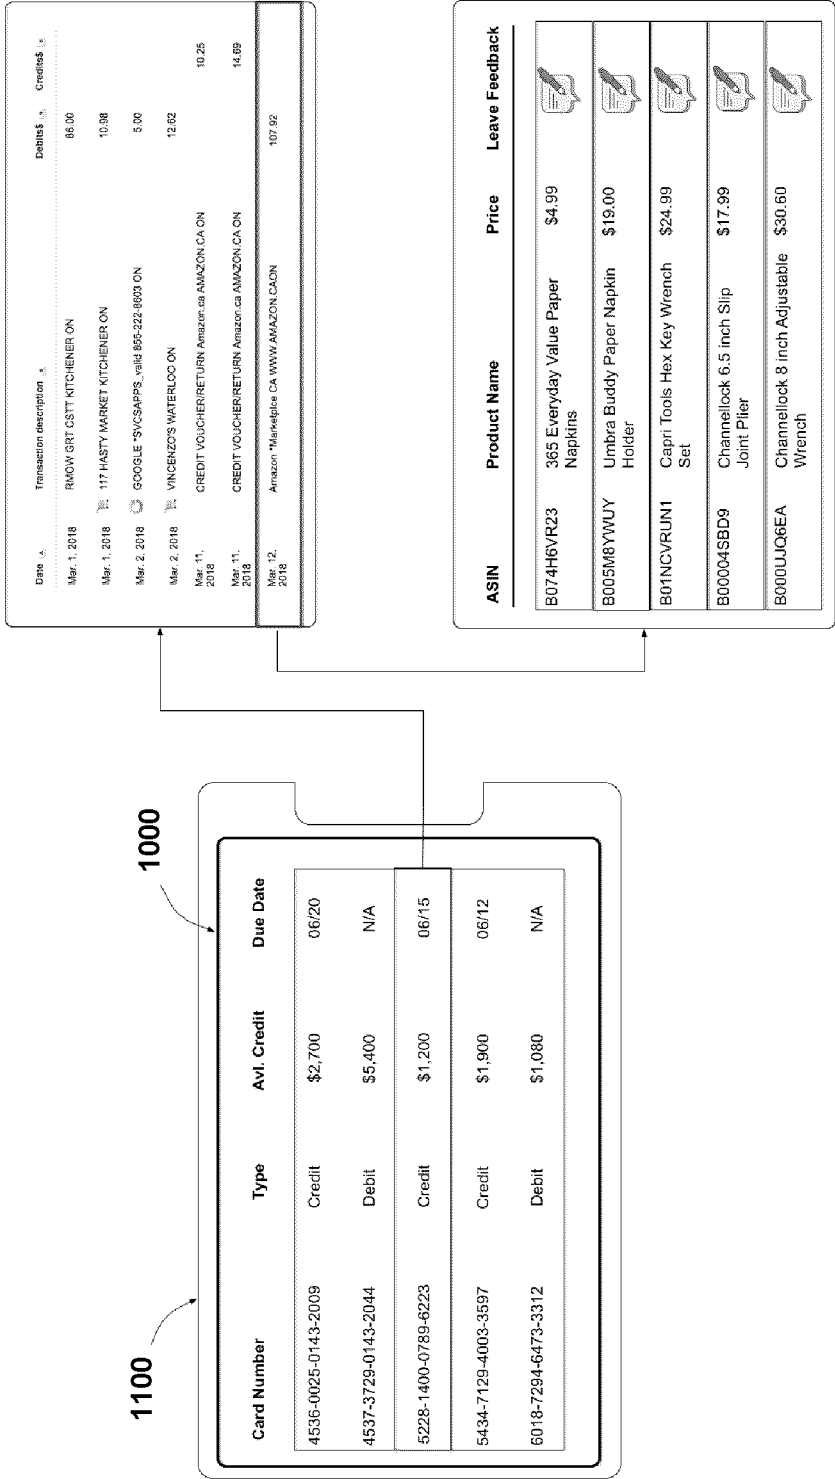 1100
1000
Card Number Type Avl. Credit Due Date
4536-0025-0143-2009 Credit $2,700 06/20
4537-3729-0143-2044 Debit $5,400 N/A
5228-1400-0789-6223 Credit $1,200 06/15
5434-7129-4003-3597 Credit $1,900 06/12
6018-7294-6473-3312 Debit $1,080 N/A
Date Transaction description Debits$ Credits$
Mar. 1, 2018 RMOW GRT CSTT KITCHENER ON 86.00
Mar. 1, 2018 117 HASTY MARKET KITCHENER ON 10.98
Mar. 2, 2018 GOOGLE *SVCSAPPS_valid 855-222-8603 ON 5.00
Mar. 2, 2018 VINCENZO'S WATERLOO ON 12.62
Mar. 11, CREDIT VOUCHER/RETURN Amazon.ca AMAZON.CA ON 10.25
2018
Mar. 11, CREDIT VOUCHER/RETURN Amazon.ca AMAZON.CA ON 14.69
2018
Mar. 12, Amazon *Marketplce CA WWW.AMAZON.CAON 107.92
2018
ASIN Product Name Price Leave Feedback
B074H6VR23 365 Everyday Value Paper $4.99
Napkins
B005M8YWUY Umbra Buddy Paper Napkin $19.00
Holder
B01NCVRUN1 Capri Tools Hex Key Wrench $24.99
Set
B00004SBD9 Channellock 6.5 inch Slip $17.99
Joint Plier
B000UJQ6EA Channellock 8 inch Adjustable $30.60
Wrench